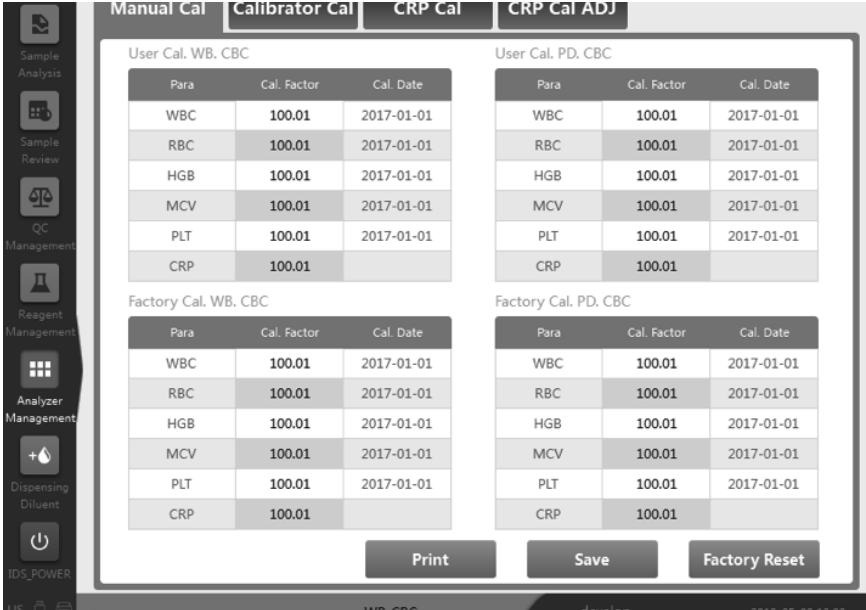 Manual Cal Calibrator Cal CRP Cal CRP Cal ADJ
Sample
Analysis
Sample
Review
QC
Management
Reagent
Management
Analyzer
Management
Dispensing
Diluent
IDS_POWER
User Cal. WB. CBC
Para Cal. Factor Cal. Date
WBC 100.01 2017-01-01
RBC 100.01 2017-01-01
HGB 100.01 2017-01-01
MCV 100.01 2017-01-01
PLT 100.01 2017-01-01
CRP 100.01
User Cal. PD. CBC
Para Cal. Factor Cal. Date
WBC 100.01 2017-01-01
RBC 100.01 2017-01-01
HGB 100.01 2017-01-01
MCV 100.01 2017-01-01
PLT 100.01 2017-01-01
CRP 100.01
Factory Cal. WB. CBC
Para Cal. Factor Cal. Date
WBC 100.01 2017-01-01
RBC 100.01 2017-01-01
HGB 100.01 2017-01-01
MCV 100.01 2017-01-01
PLT 100.01 2017-01-01
CRP 100.01
Factory Cal. PD. CBC
Para Cal. Factor Cal. Date
WBC 100.01 2017-01-01
RBC 100.01 2017-01-01
HGB 100.01 2017-01-01
MCV 100.01 2017-01-01
PLT 100.01 2017-01-01
CRP 100.01
Print Save Factory Reset